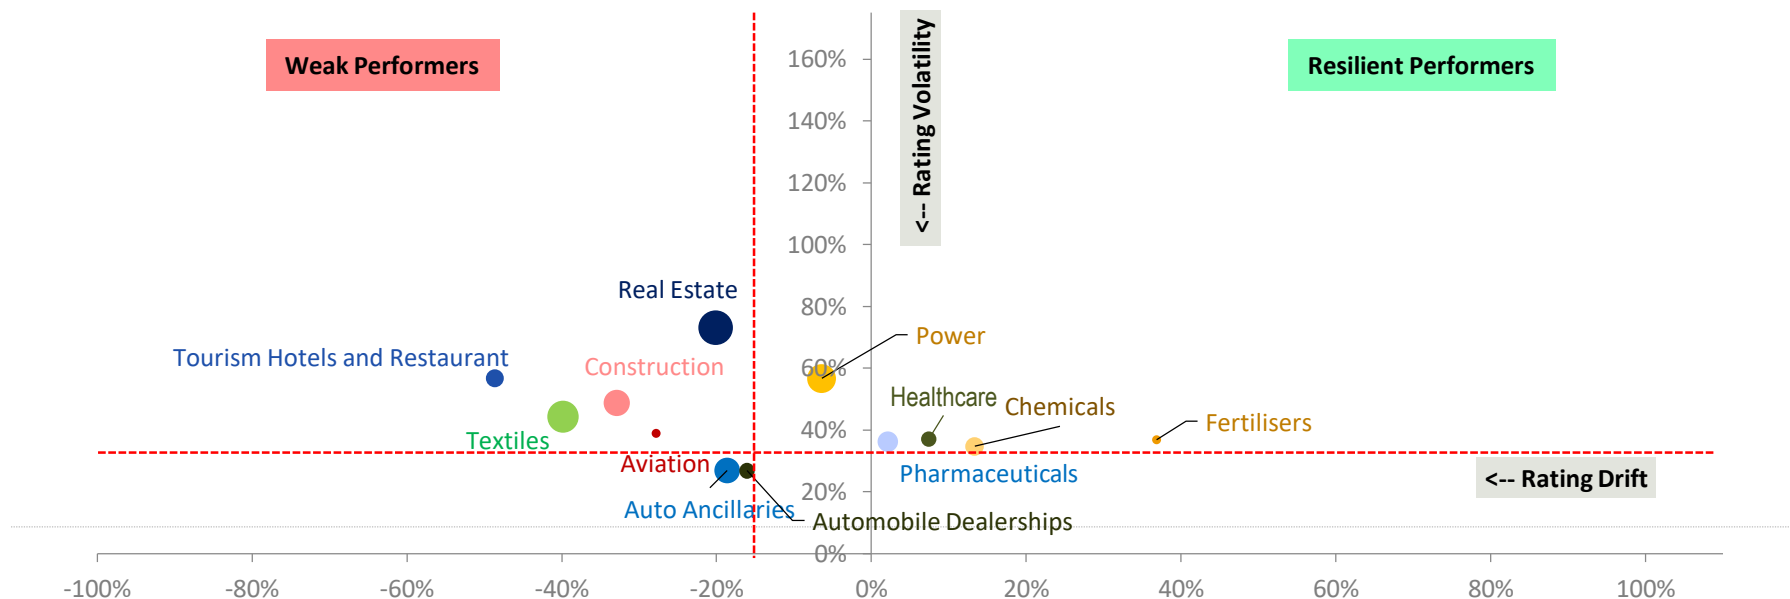 Weak Performers
Resilient Performers
<-- Rating Volatility
160%
140%
120%
100%
80%
60%
40%
20%
0%
Real Estate
Tourism Hotels and Restaurant
Construction
Power
Healthcare
Chemicals
Fertilisers
Textiles
Aviation
Pharmaceuticals
<-- Rating Drift
Auto Ancillaries
Automobile Dealerships
-100%
-80%
-60%
-40%
-20%
0%
20%
40%
60%
80%
100%